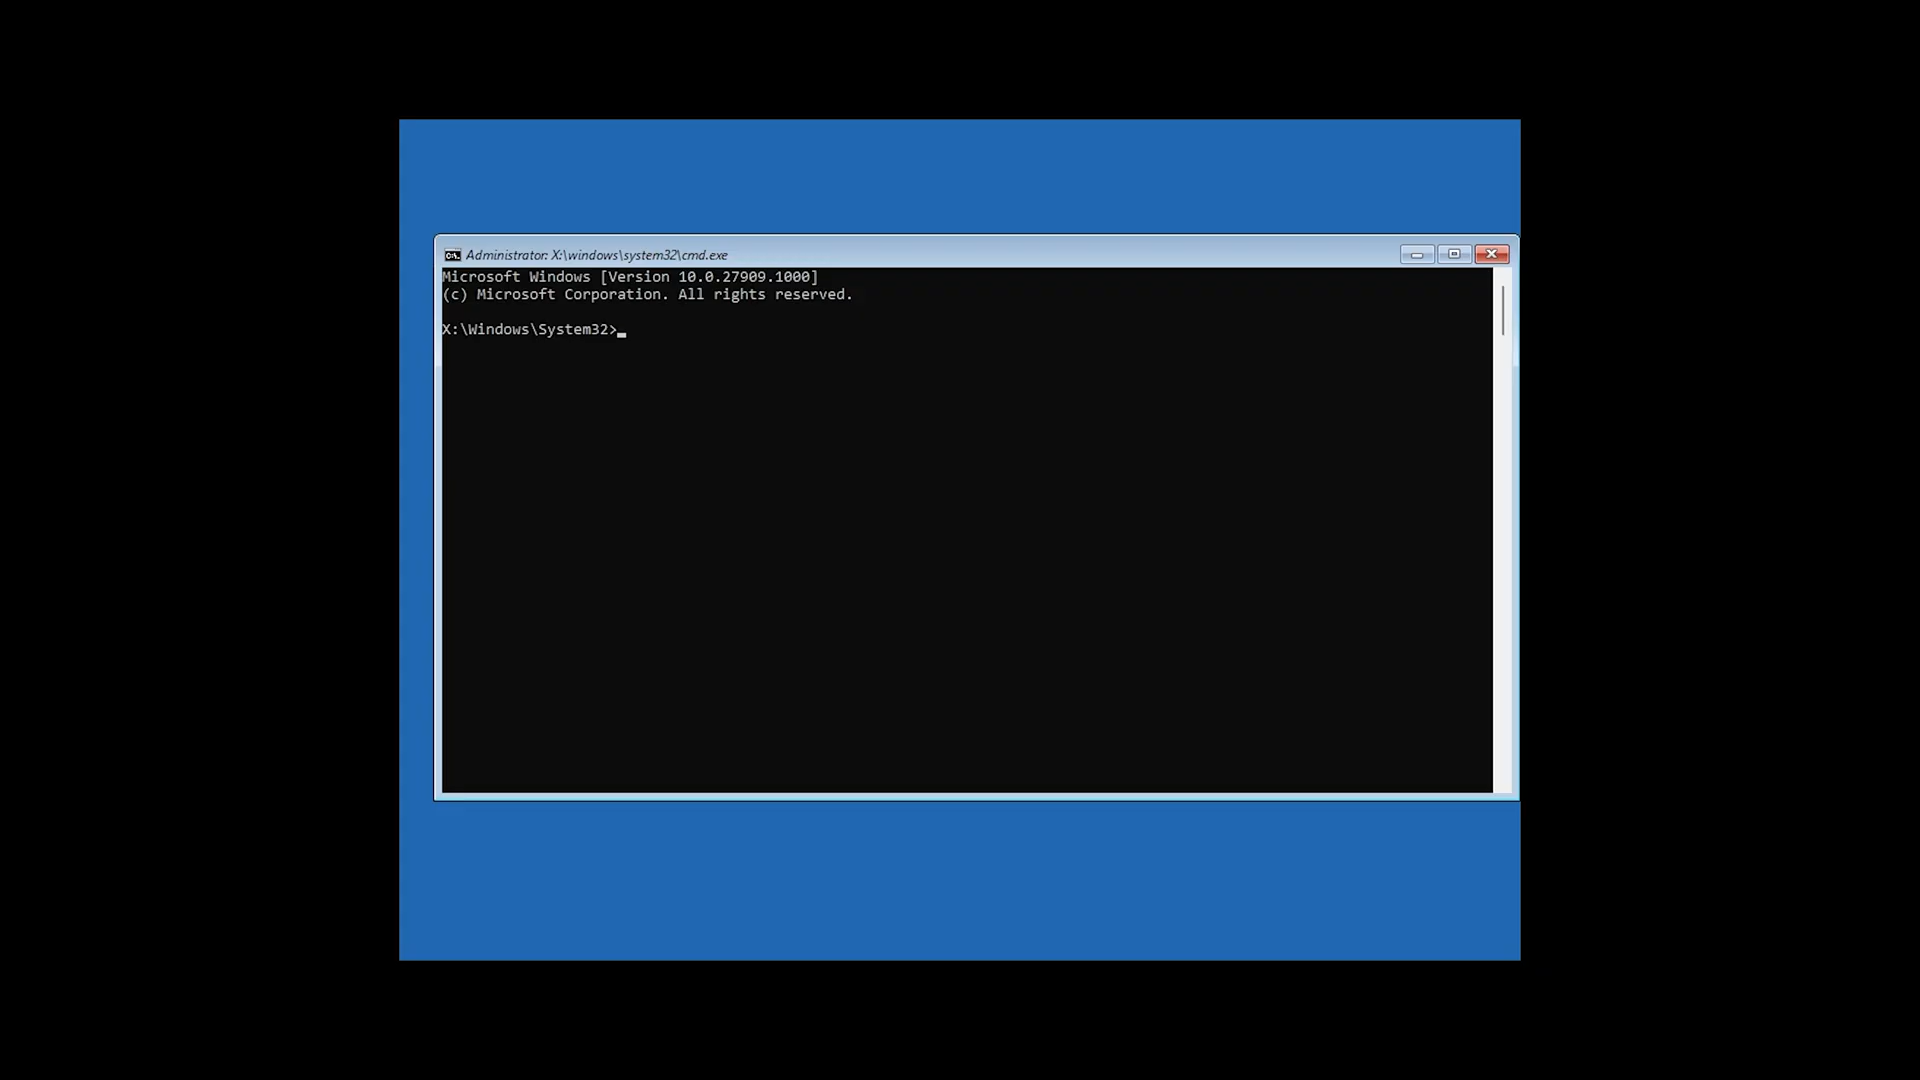 Administrator: X:\windows\system32\cmd.exe
Microsoft Windows [Version 10.0.27909.1000]
(c) Microsoft Corporation. All rights reserved.
X:\Windows\System32>